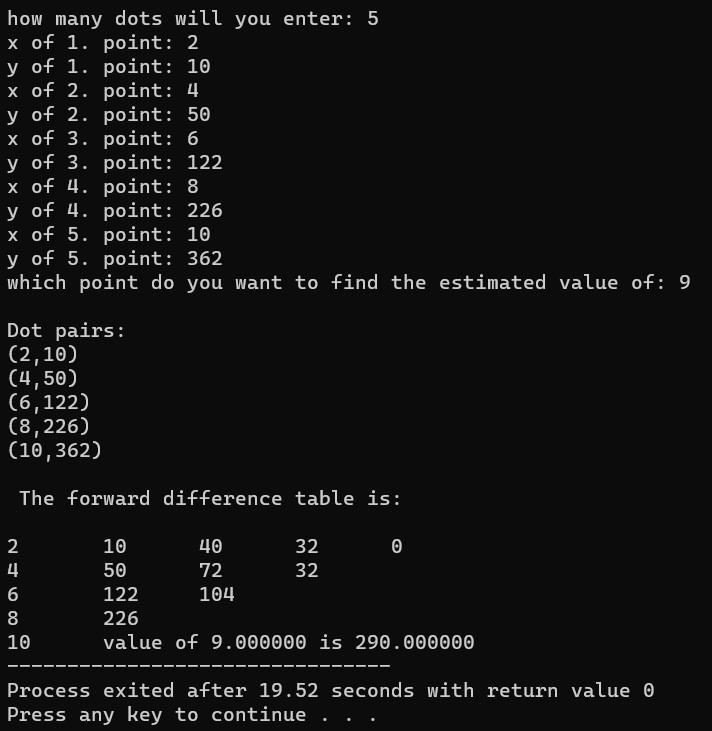 how many dots will you enter: 5
x of 1. point: 2
y of 1. point: 10
x of 2. point: 4
y of 2. point: 50
x of 3. point: 6
y of 3. point: 122
x of 4. point: 8
y of 4. point: 226
x of 5. point: 10
y of 5. point: 362
which point do you want to find the estimated value of: 9

Dot pairs:
(2,10)
(4,50)
(6,122)
(8,226)
(10,362)

 The forward difference table is:

2       10      40      32      0
4       50      72      32
6       122     104
8       226
10      value of 9.000000 is 290.000000
--------------------------------
Process exited after 19.52 seconds with return value 0
Press any key to continue . . .